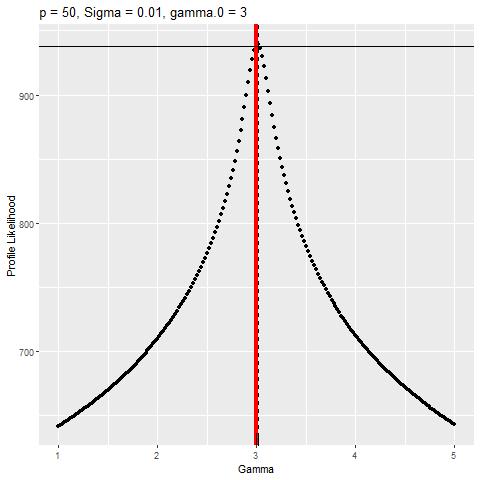 p = 50, Sigma = 0.01, gamma.0 = 3
900
800
700
Profile Likelihood
1
2
3
4
5
Gamma